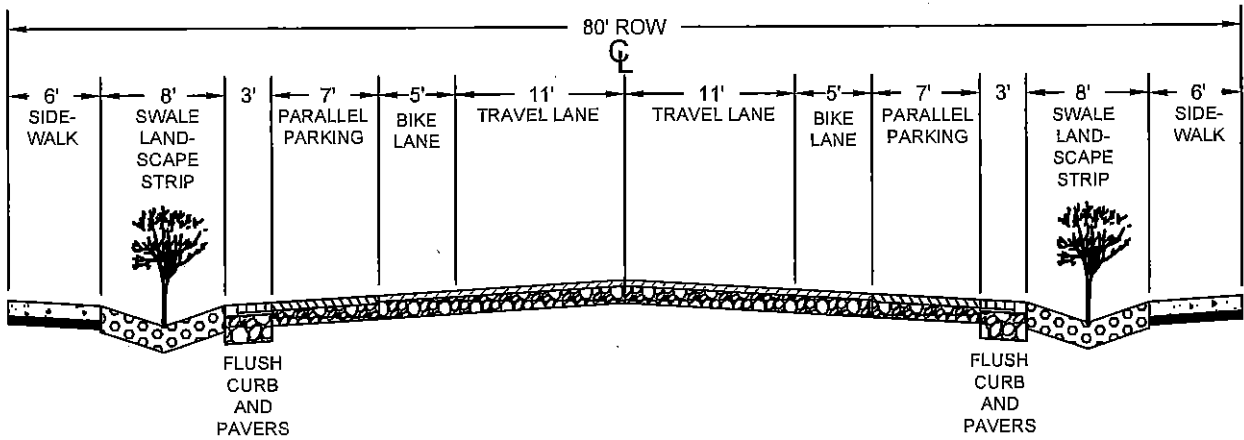 80' ROW
CL
6' 8' 3' 7' 5' 11' 11' 5' 7' 3' 8' 6'
SIDE-
WALK
SWALE
LAND-
SCAPE
STRIP
PARALLEL
PARKING
BIKE
LANE
TRAVEL LANE
TRAVEL LANE
BIKE
LANE
PARALLEL
PARKING
SWALE
LAND-
SCAPE
STRIP
SIDE-
WALK
FLUSH
CURB
AND
PAVERS
FLUSH
CURB
AND
PAVERS